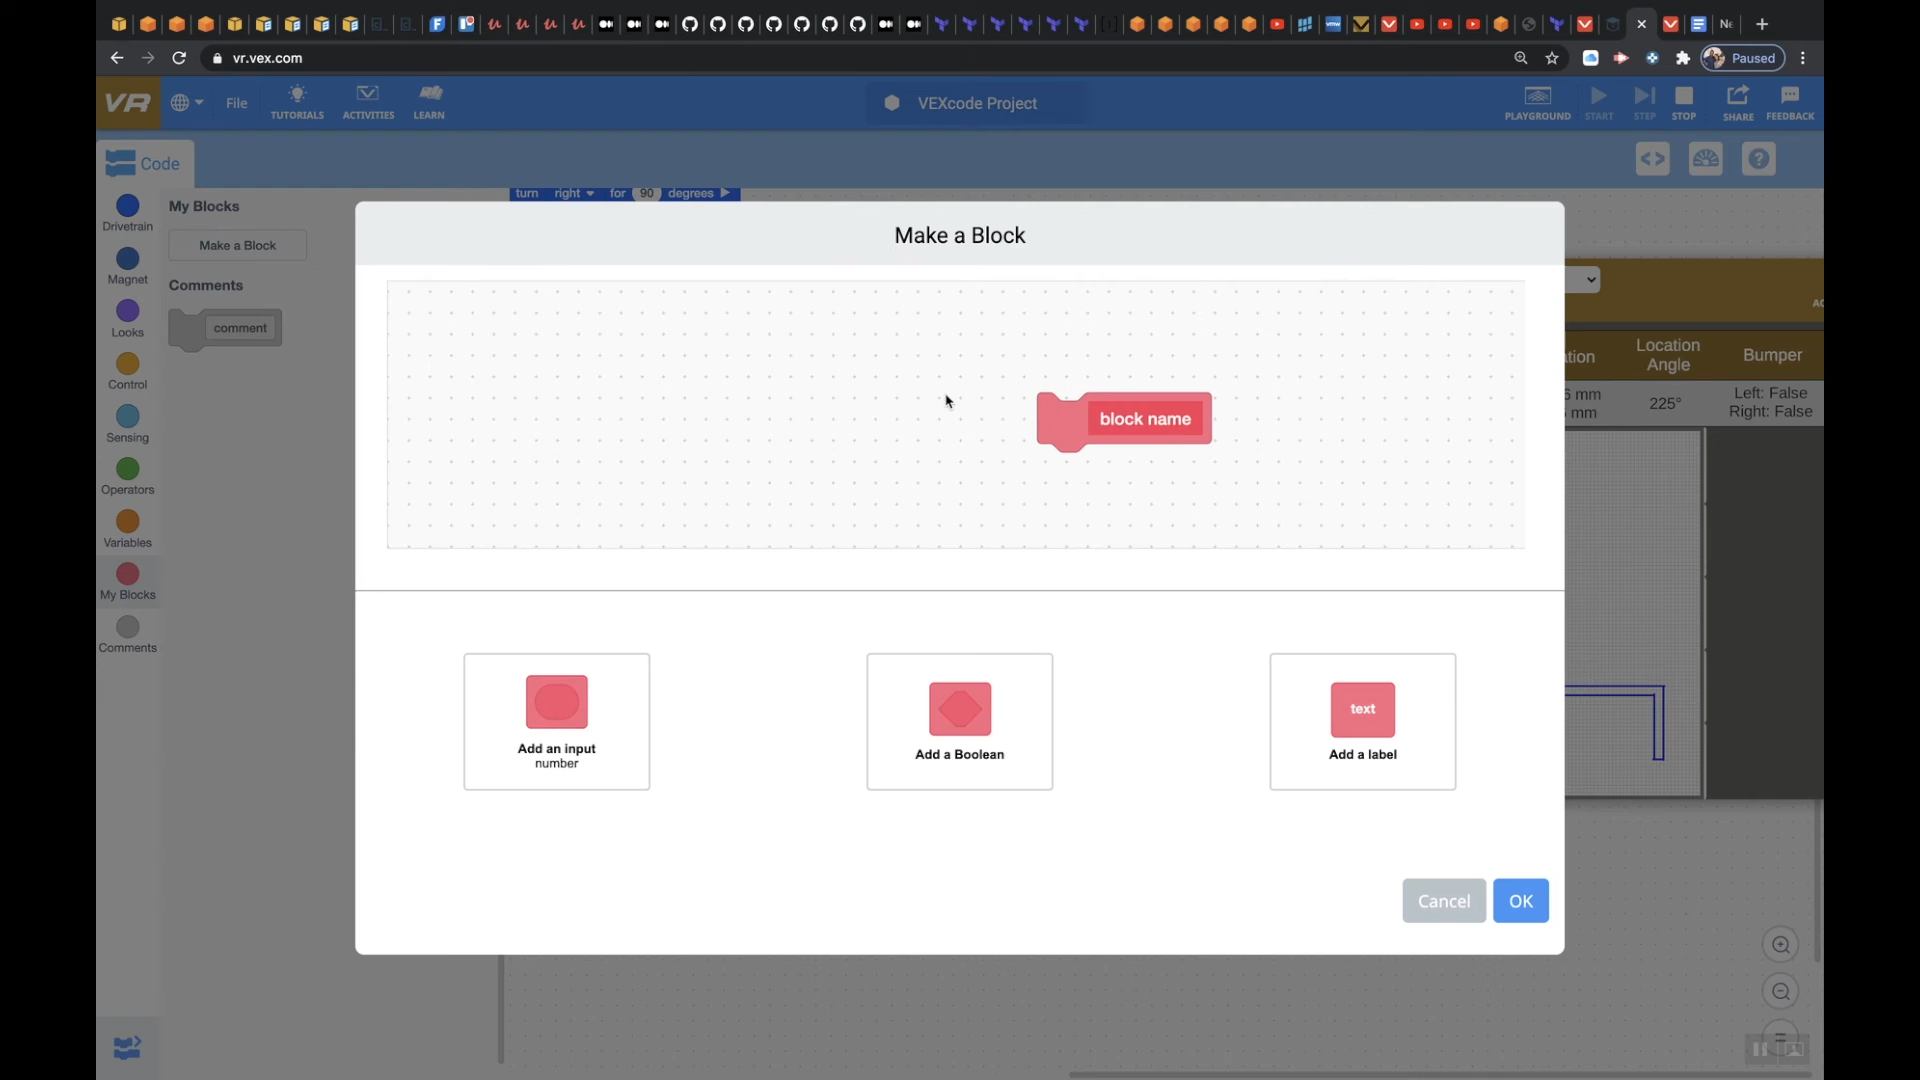 vr.vex.com
Paused
VR
File
TUTORIALS
ACTIVITIES
LEARN
VEXcode Project
PLAYGROUND
START
STEP
STOP
SHARE
FEEDBACK
Code
turn right for 90 degrees
Drivetrain
Magnet
Looks
Control
Sensing
Operators
Variables
My Blocks
Comments
My Blocks
Make a Block
Comments
comment
Make a Block
block name
Add an input
number
Add a Boolean
text
Add a label
Cancel
OK
Location
Angle
Bumper
mm
mm
225°
Left: False
Right: False